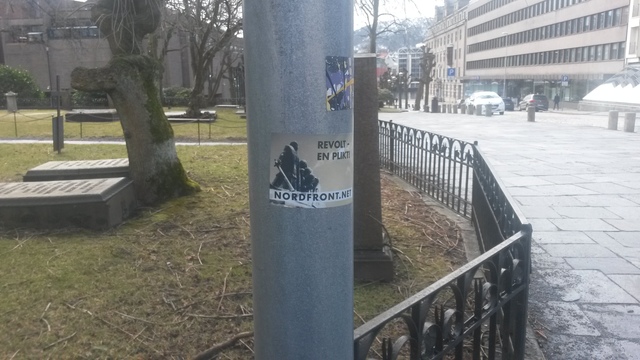 REVOLT -
EN PLIKT!
NORDFRONT.NET